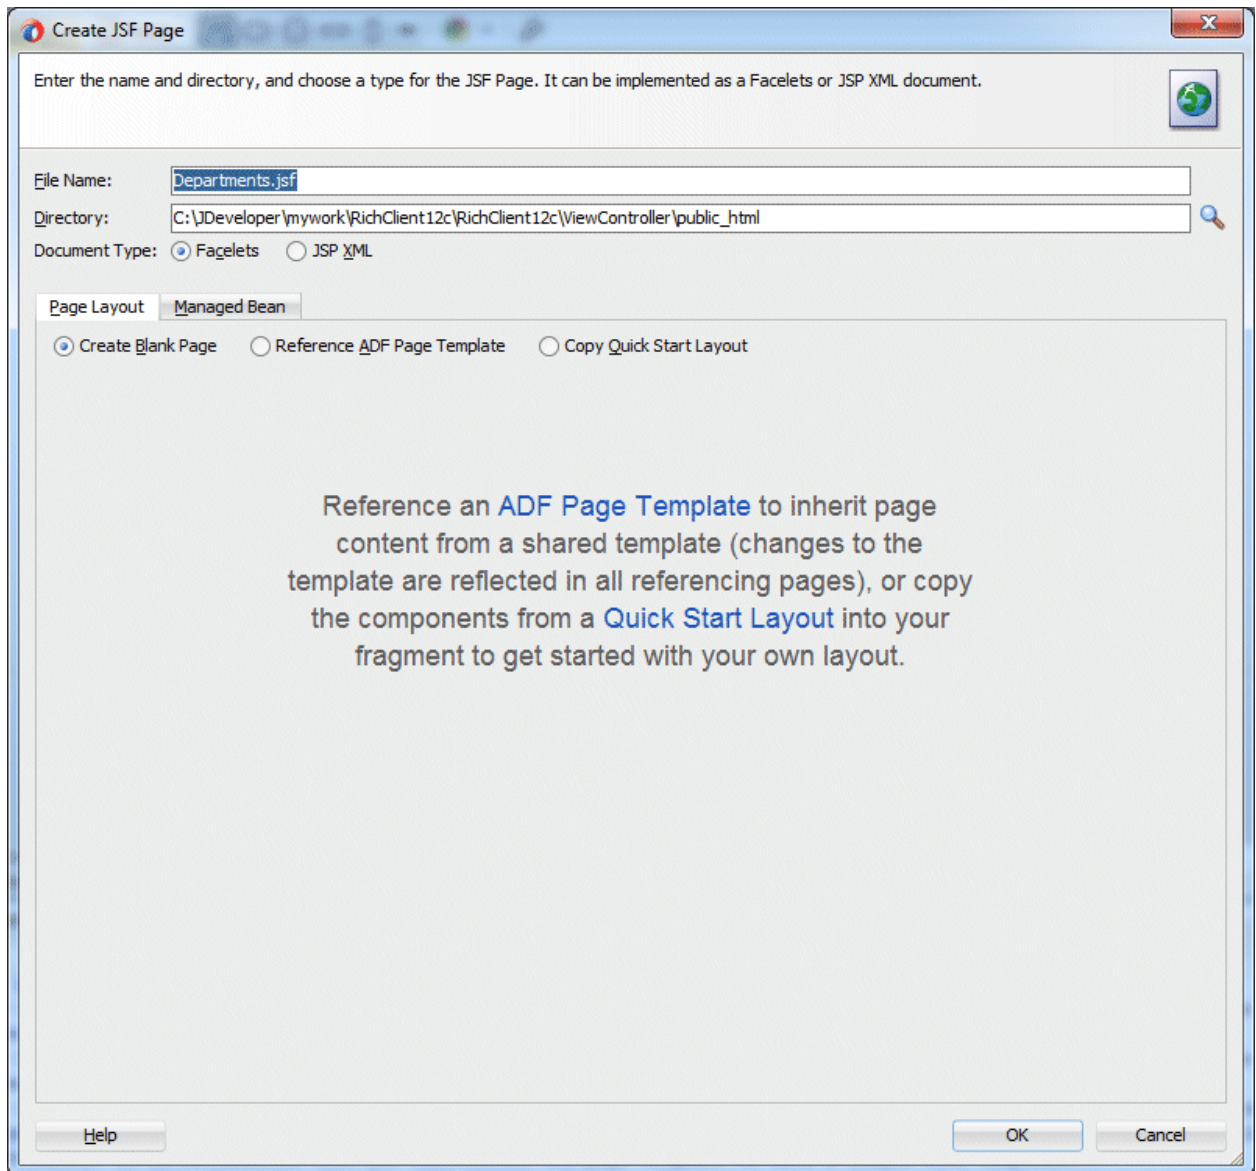 Create JSF Page
Enter the name and directory, and choose a type for the JSF Page. It can be implemented as a Facelets or JSP XML document.
File Name: Departments.jsf
Directory: C:\JDeveloper\mywork\RichClient12c\RichClient12c\ViewController\public_html
Document Type: Facelets JSP XML
Page Layout Managed Bean
Create Blank Page Reference ADF Page Template Copy Quick Start Layout
Reference an ADF Page Template to inherit page
content from a shared template (changes to the
template are reflected in all referencing pages), or copy
the components from a Quick Start Layout into your
fragment to get started with your own layout.
Help OK Cancel